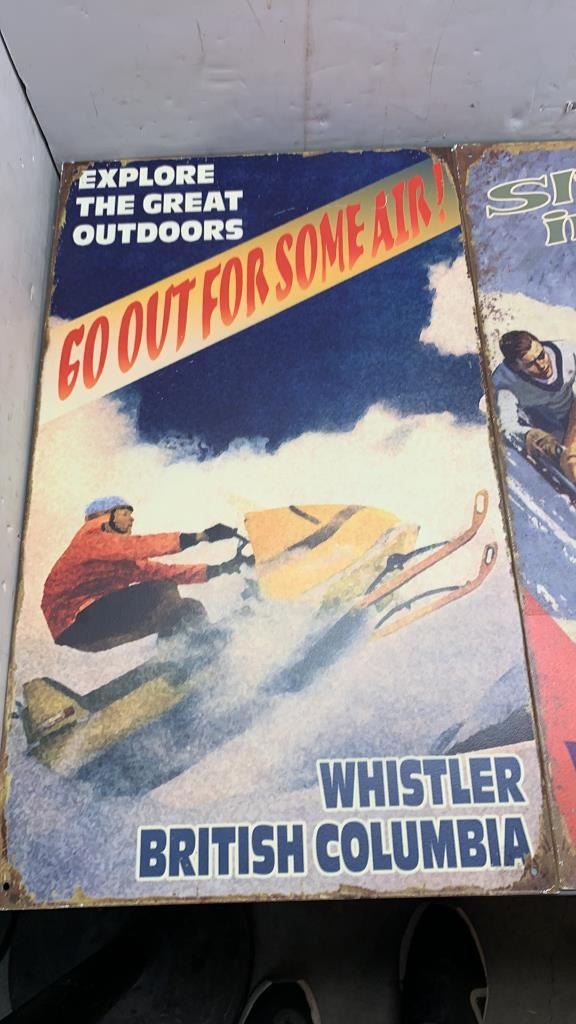 EXPLORE
THE GREAT
OUTDOORS
GO OUT FOR SOME AIR!
WHISTLER
BRITISH COLUMBIA